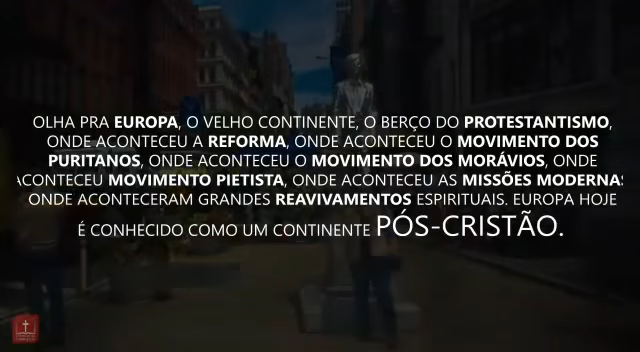 OLHA PRA EUROPA, O VELHO CONTINENTE, O BERÇO DO PROTESTANTISMO,
ONDE ACONTECEU A REFORMA, ONDE ACONTECEU O MOVIMENTO DOS
PURITANOS, ONDE ACONTECEU O MOVIMENTO DOS MORÁVIOS, ONDE
ACONTECEU MOVIMENTO PIETISTA, ONDE ACONTECEU AS MISSÕES MODERNAS
ONDE ACONTECERAM GRANDES REAVIVAMENTOS ESPIRITUAIS. EUROPA HOJE
É CONHECIDO COMO UM CONTINENTE PÓS-CRISTÃO.